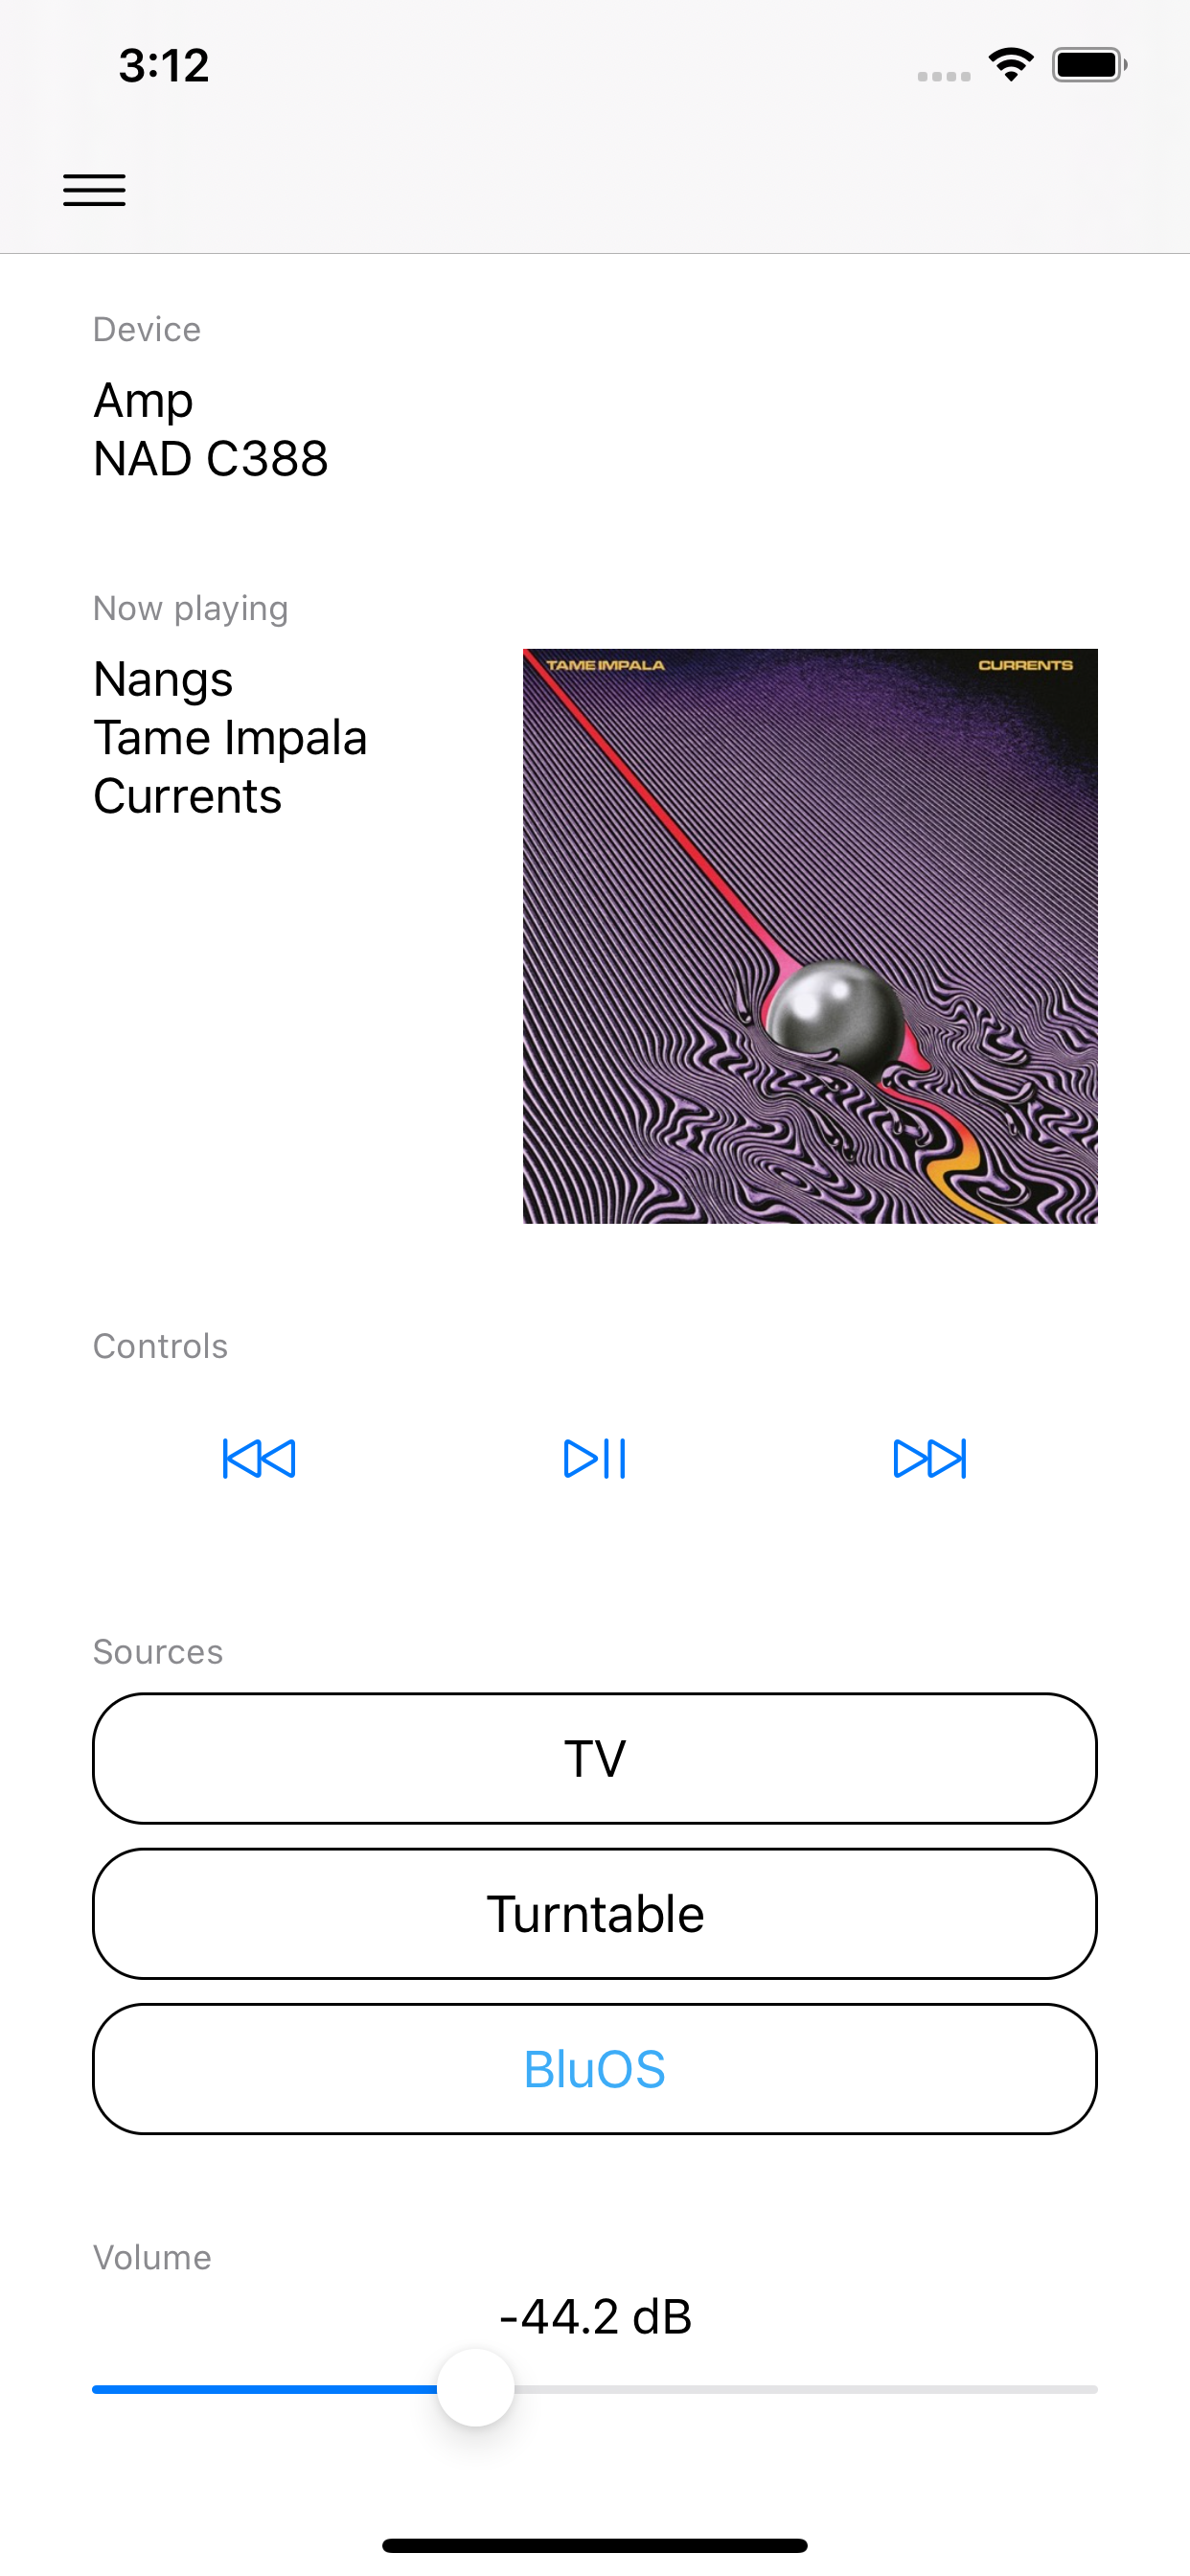 3:12
Device
Amp
NAD C388
Now playing
Nangs
Tame Impala
Currents
TAME IMPALA
CURRENTS
Controls
Sources
TV
Turntable
BluOS
Volume
-44.2 dB